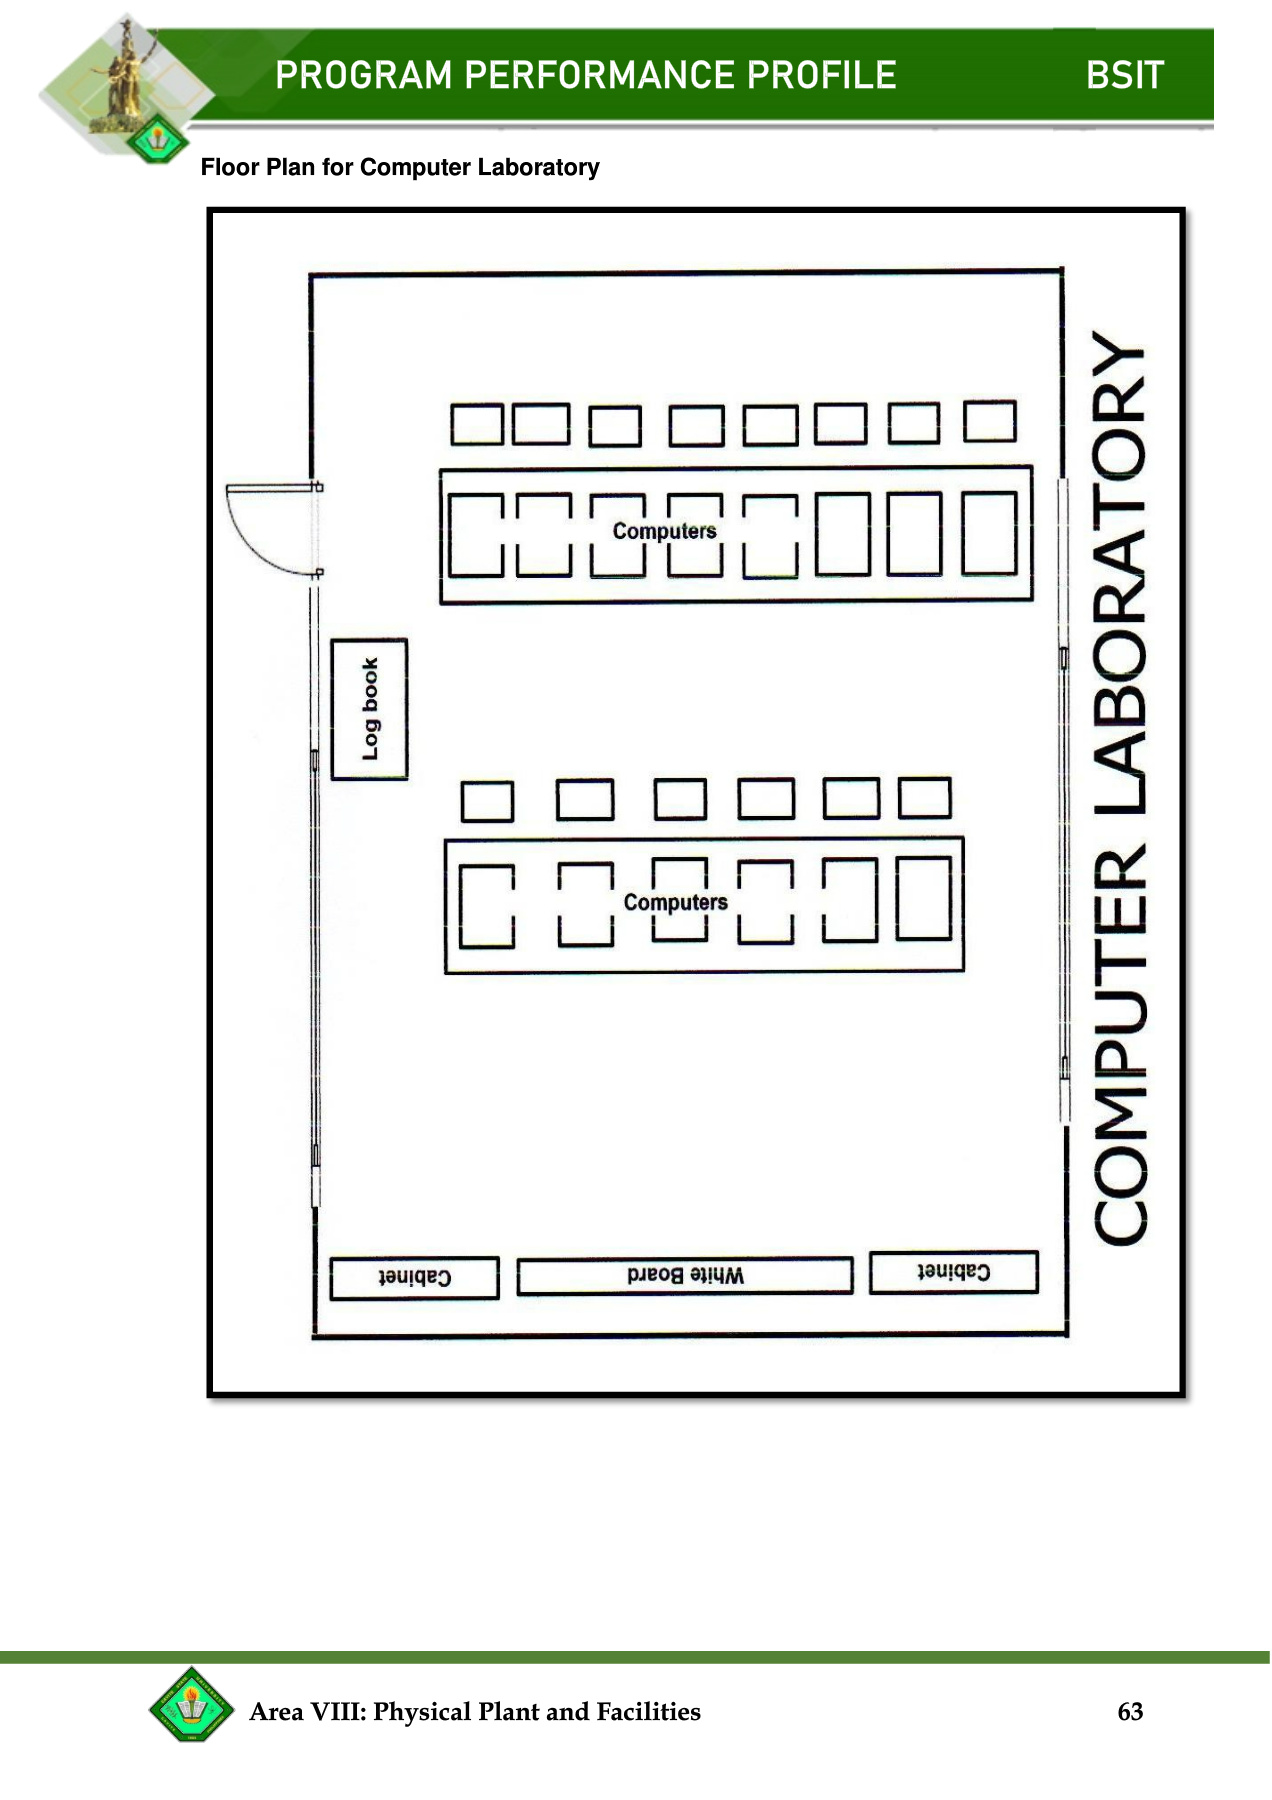 PROGRAM PERFORMANCE PROFILE BSIT
Floor Plan for Computer Laboratory
Computers
Log book
Computers
COMPUTER LABORATORY
Cabinet
White Board
Cabinet
Area VIII: Physical Plant and Facilities 63